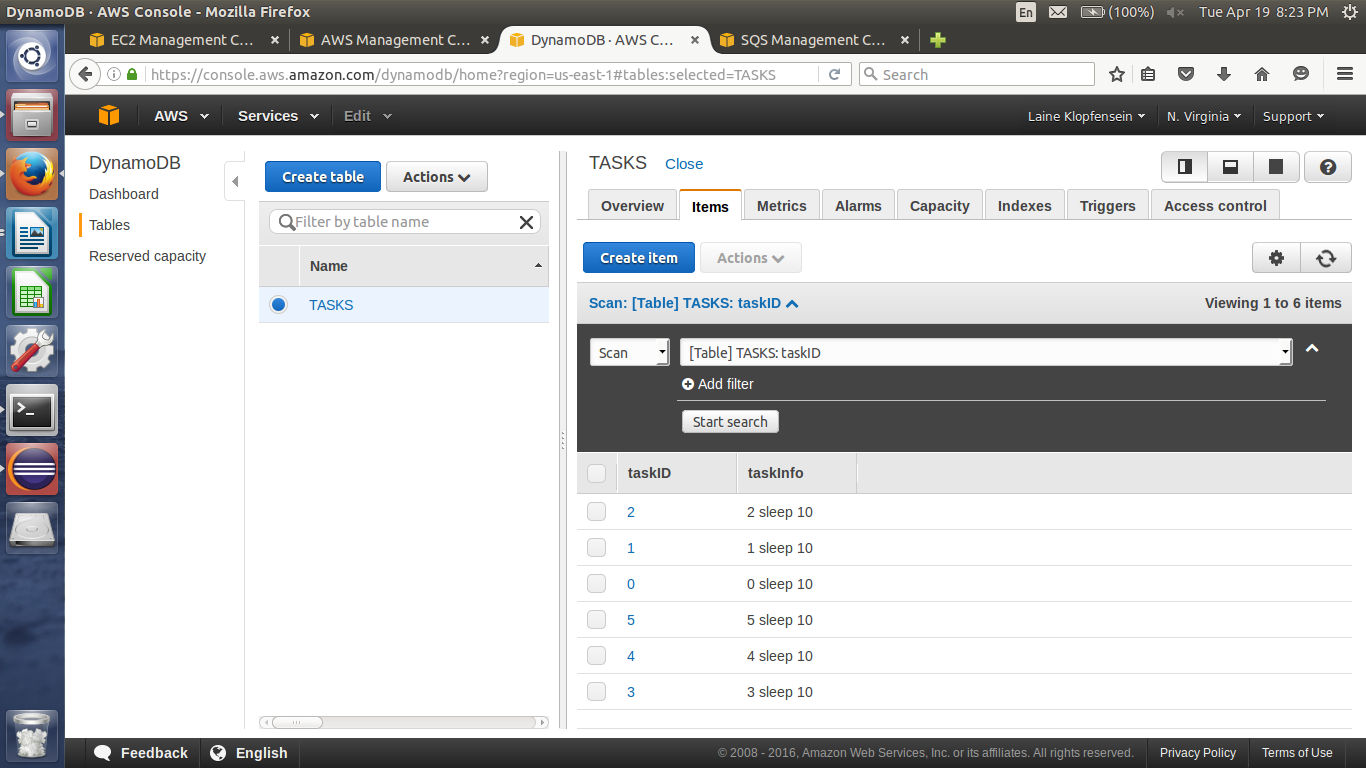 DynamoDB · AWS Console - Mozilla Firefox
En (100%) Tue Apr 19 8:23 PM
EC2 Management C... AWS Management C... DynamoDB · AWS C... SQS Management C...
https://console.aws.amazon.com/dynamodb/home?region=us-east-1#tables:selected=TASKS Search
AWS Services Edit Laine Klopfensein N. Virginia Support
DynamoDB
Dashboard
Tables
Reserved capacity
Create table Actions
Filter by table name
Name
TASKS
TASKS Close
Overview Items Metrics Alarms Capacity Indexes Triggers Access control
Create item Actions
Scan: [Table] TASKS: taskID Viewing 1 to 6 items
Scan [Table] TASKS: taskID
Add filter
Start search
taskID taskInfo
2 2 sleep 10
1 1 sleep 10
0 0 sleep 10
5 5 sleep 10
4 4 sleep 10
3 3 sleep 10
Feedback English © 2008 - 2016, Amazon Web Services, Inc. or its affiliates. All rights reserved. Privacy Policy Terms of Use